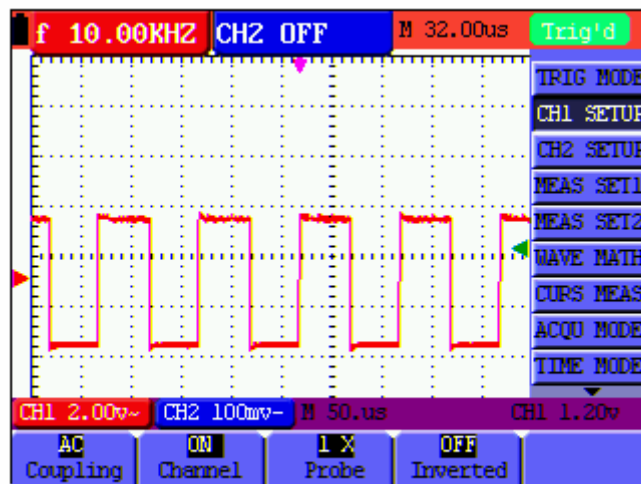 f 10.00KHZ CH2 OFF M 32.00us Trig'd
TRIG MODE
CH1 SETUP
CH2 SETUP
MEAS SET1
MEAS SET2
WAVE MATH
CURS MEAS
ACQU MODE
TIME MODE
CH1 2.00v~ CH2 100mv- M 50.us CH1 1.20v
AC ON 1 X OFF
Coupling Channel Probe Inverted